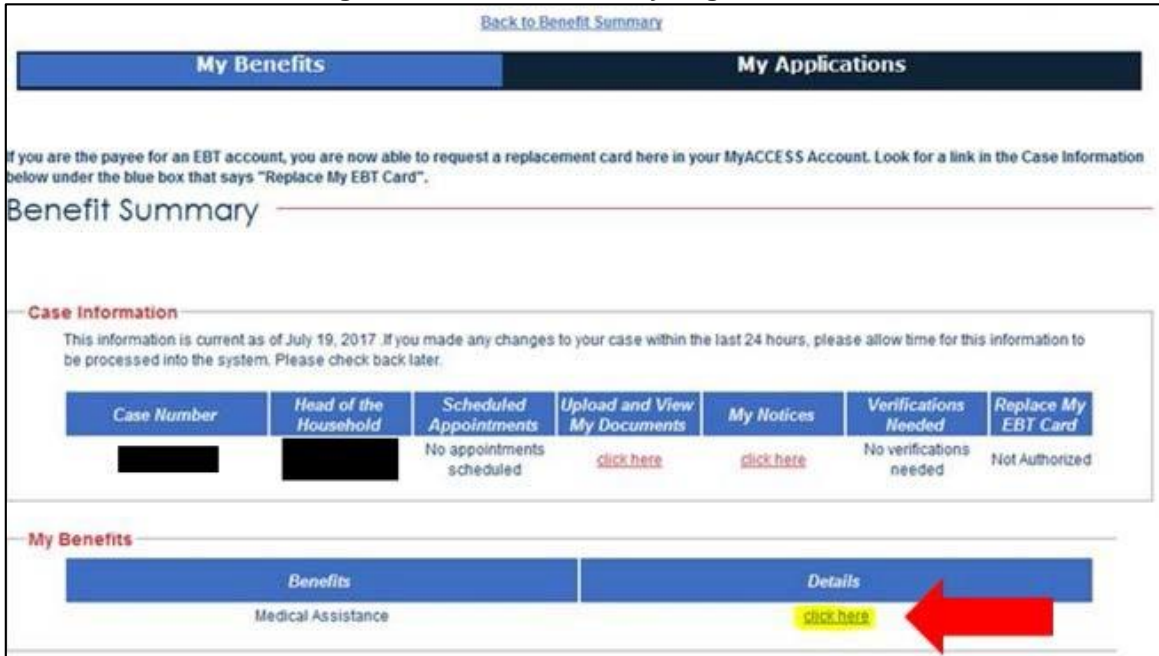 Back to Benefit Summary
My Benefits
My Applications
If you are the payee for an EBT account, you are now able to request a replacement card here in your MyACCESS Account. Look for a link in the Case Information
below under the blue box that says "Replace My EBT Card".
Benefit Summary
Case Information
This information is current as of July 19, 2017 .If you made any changes to your case within the last 24 hours, please allow time for this information to
be processed into the system. Please check back later.
Case Number
Head of the
Household
Scheduled
Appointments
Upload and View
My Documents
My Notices
Verifications
Needed
Replace My
EBT Card
No appointments
scheduled
click here
click here
No verifications
needed
Not Authorized
My Benefits
Benefits
Details
Medical Assistance
click here